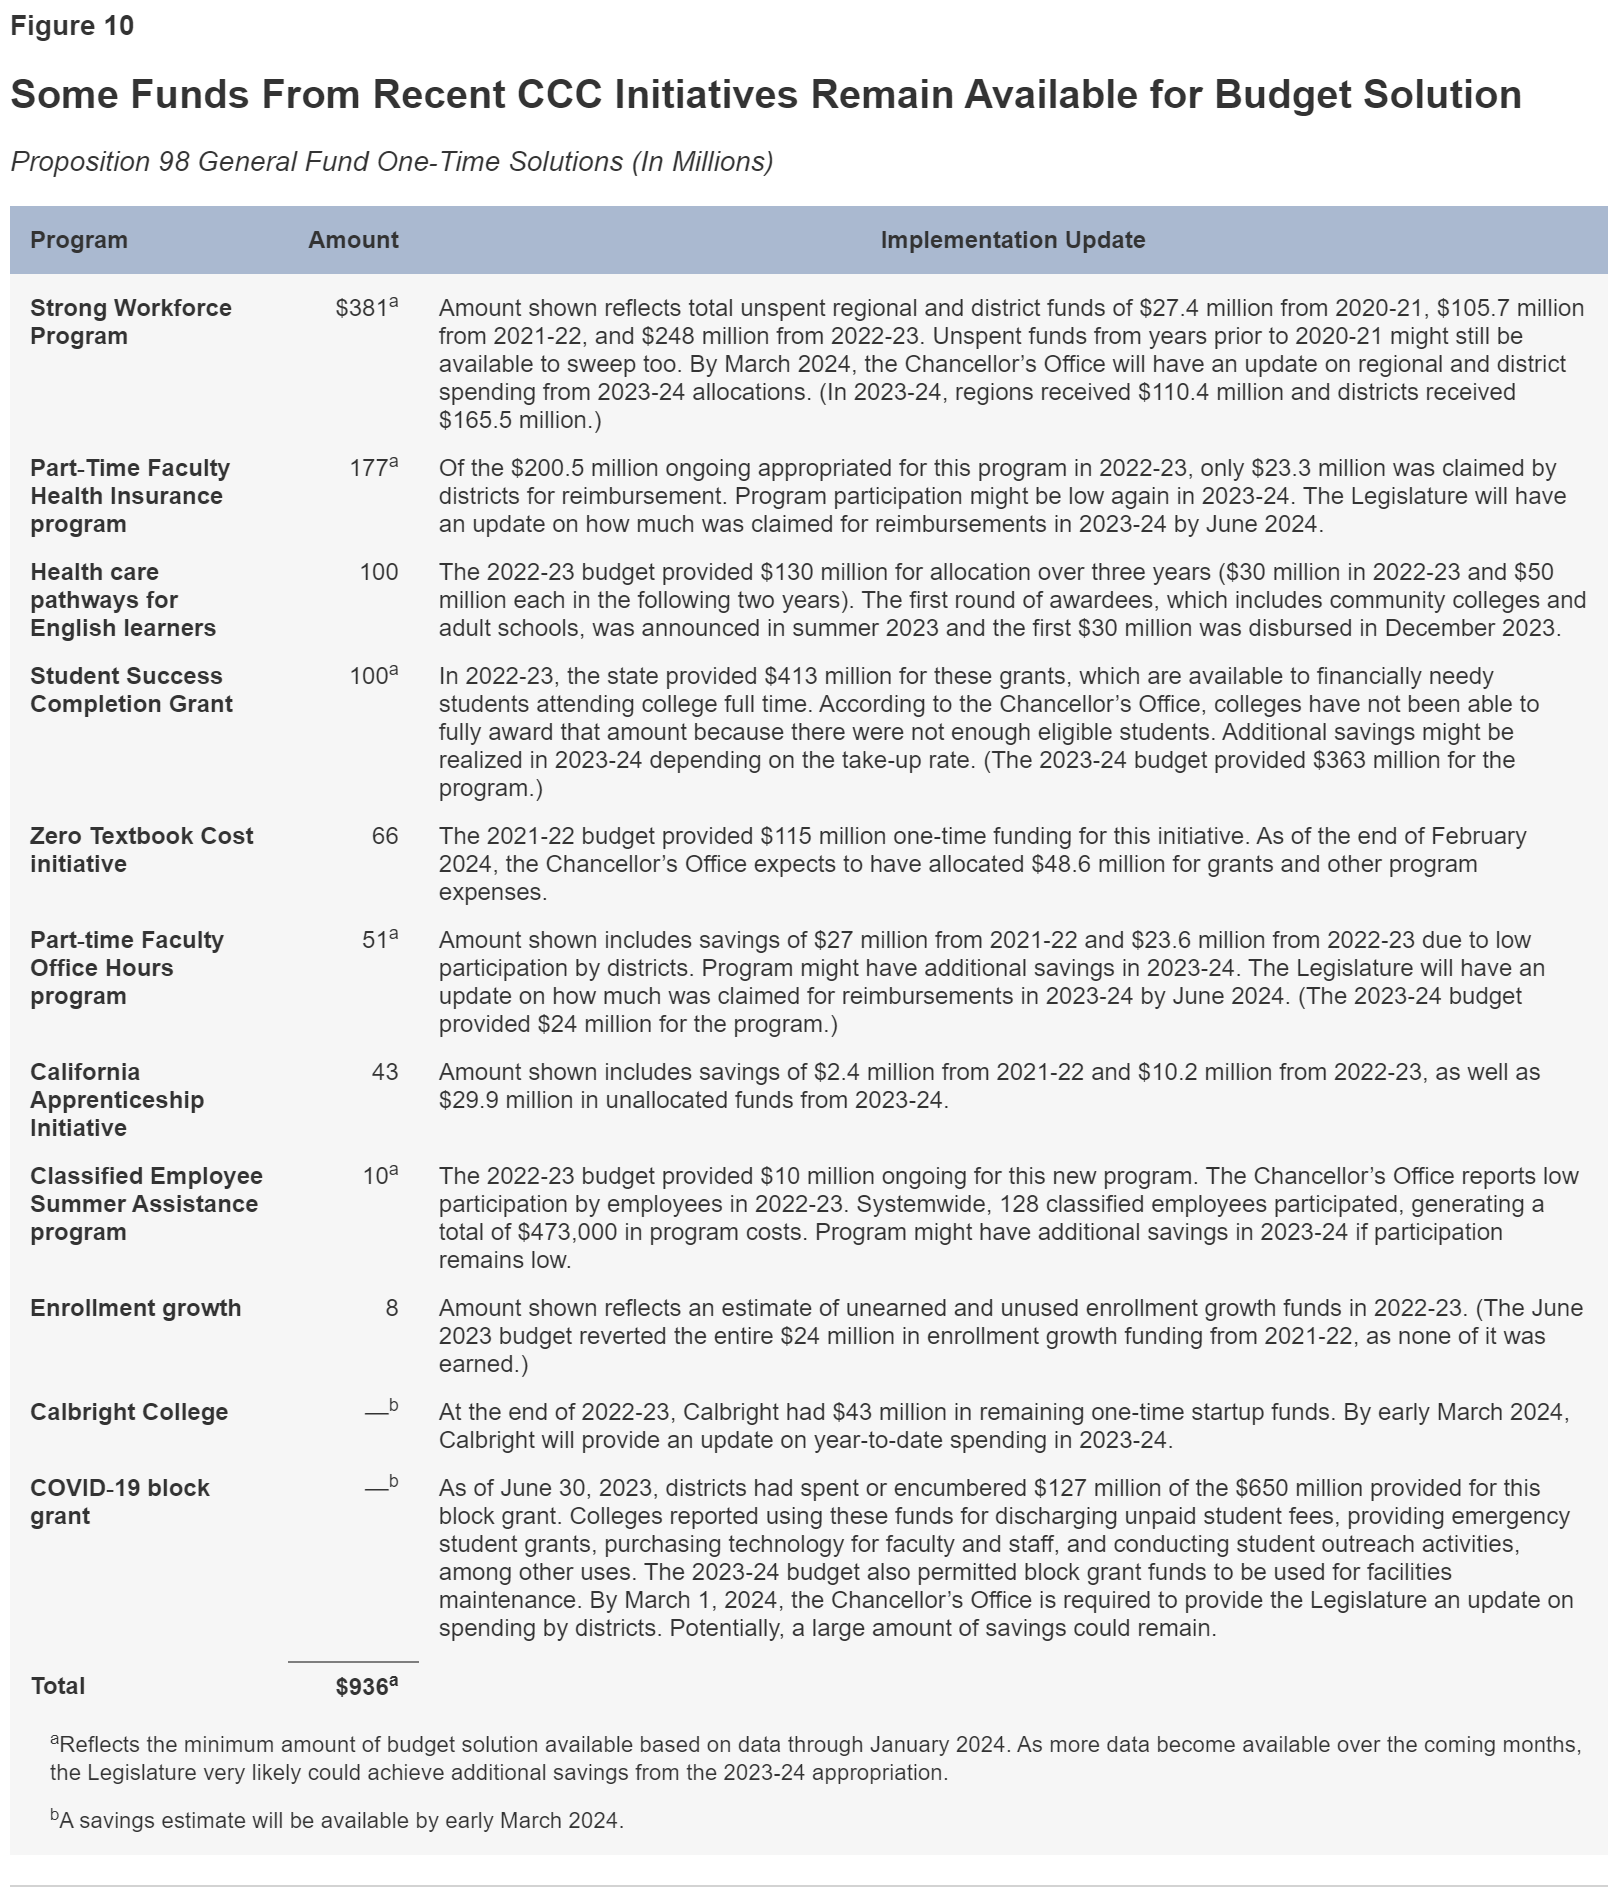 Figure 10
Some Funds From Recent CCC Initiatives Remain Available for Budget Solution
Proposition 98 General Fund One-Time Solutions (In Millions)
Program Amount Implementation Update
Strong Workforce $381a Amount shown reflects total unspent regional and district funds of $27.4 million from 2020-21, $105.7 million
Program from 2021-22, and $248 million from 2022-23. Unspent funds from years prior to 2020-21 might still be
available to sweep too. By March 2024, the Chancellor’s Office will have an update on regional and district
spending from 2023-24 allocations. (In 2023-24, regions received $110.4 million and districts received
$165.5 million.)
Part-Time Faculty 177a Of the $200.5 million ongoing appropriated for this program in 2022-23, only $23.3 million was claimed by
Health Insurance districts for reimbursement. Program participation might be low again in 2023-24. The Legislature will have
program an update on how much was claimed for reimbursements in 2023-24 by June 2024.
Health care 100 The 2022-23 budget provided $130 million for allocation over three years ($30 million in 2022-23 and $50
pathways for million each in the following two years). The first round of awardees, which includes community colleges and
English learners adult schools, was announced in summer 2023 and the first $30 million was disbursed in December 2023.
Student Success 100a In 2022-23, the state provided $413 million for these grants, which are available to financially needy
Completion Grant students attending college full time. According to the Chancellor’s Office, colleges have not been able to
fully award that amount because there were not enough eligible students. Additional savings might be
realized in 2023-24 depending on the take-up rate. (The 2023-24 budget provided $363 million for the
program.)
Zero Textbook Cost 66 The 2021-22 budget provided $115 million one-time funding for this initiative. As of the end of February
initiative 2024, the Chancellor’s Office expects to have allocated $48.6 million for grants and other program
expenses.
Part-time Faculty 51a Amount shown includes savings of $27 million from 2021-22 and $23.6 million from 2022-23 due to low
Office Hours participation by districts. Program might have additional savings in 2023-24. The Legislature will have an
program update on how much was claimed for reimbursements in 2023-24 by June 2024. (The 2023-24 budget
provided $24 million for the program.)
California 43 Amount shown includes savings of $2.4 million from 2021-22 and $10.2 million from 2022-23, as well as
Apprenticeship $29.9 million in unallocated funds from 2023-24.
Initiative
Classified Employee 10a The 2022-23 budget provided $10 million ongoing for this new program. The Chancellor’s Office reports low
Summer Assistance participation by employees in 2022-23. Systemwide, 128 classified employees participated, generating a
program total of $473,000 in program costs. Program might have additional savings in 2023-24 if participation
remains low.
Enrollment growth 8 Amount shown reflects an estimate of unearned and unused enrollment growth funds in 2022-23. (The June
2023 budget reverted the entire $24 million in enrollment growth funding from 2021-22, as none of it was
earned.)
Calbright College —b At the end of 2022-23, Calbright had $43 million in remaining one-time startup funds. By early March 2024,
Calbright will provide an update on year-to-date spending in 2023-24.
COVID-19 block —b As of June 30, 2023, districts had spent or encumbered $127 million of the $650 million provided for this
grant block grant. Colleges reported using these funds for discharging unpaid student fees, providing emergency
student grants, purchasing technology for faculty and staff, and conducting student outreach activities,
among other uses. The 2023-24 budget also permitted block grant funds to be used for facilities
maintenance. By March 1, 2024, the Chancellor’s Office is required to provide the Legislature an update on
spending by districts. Potentially, a large amount of savings could remain.
Total $936a
aReflects the minimum amount of budget solution available based on data through January 2024. As more data become available over the coming months,
the Legislature very likely could achieve additional savings from the 2023-24 appropriation.
bA savings estimate will be available by early March 2024.